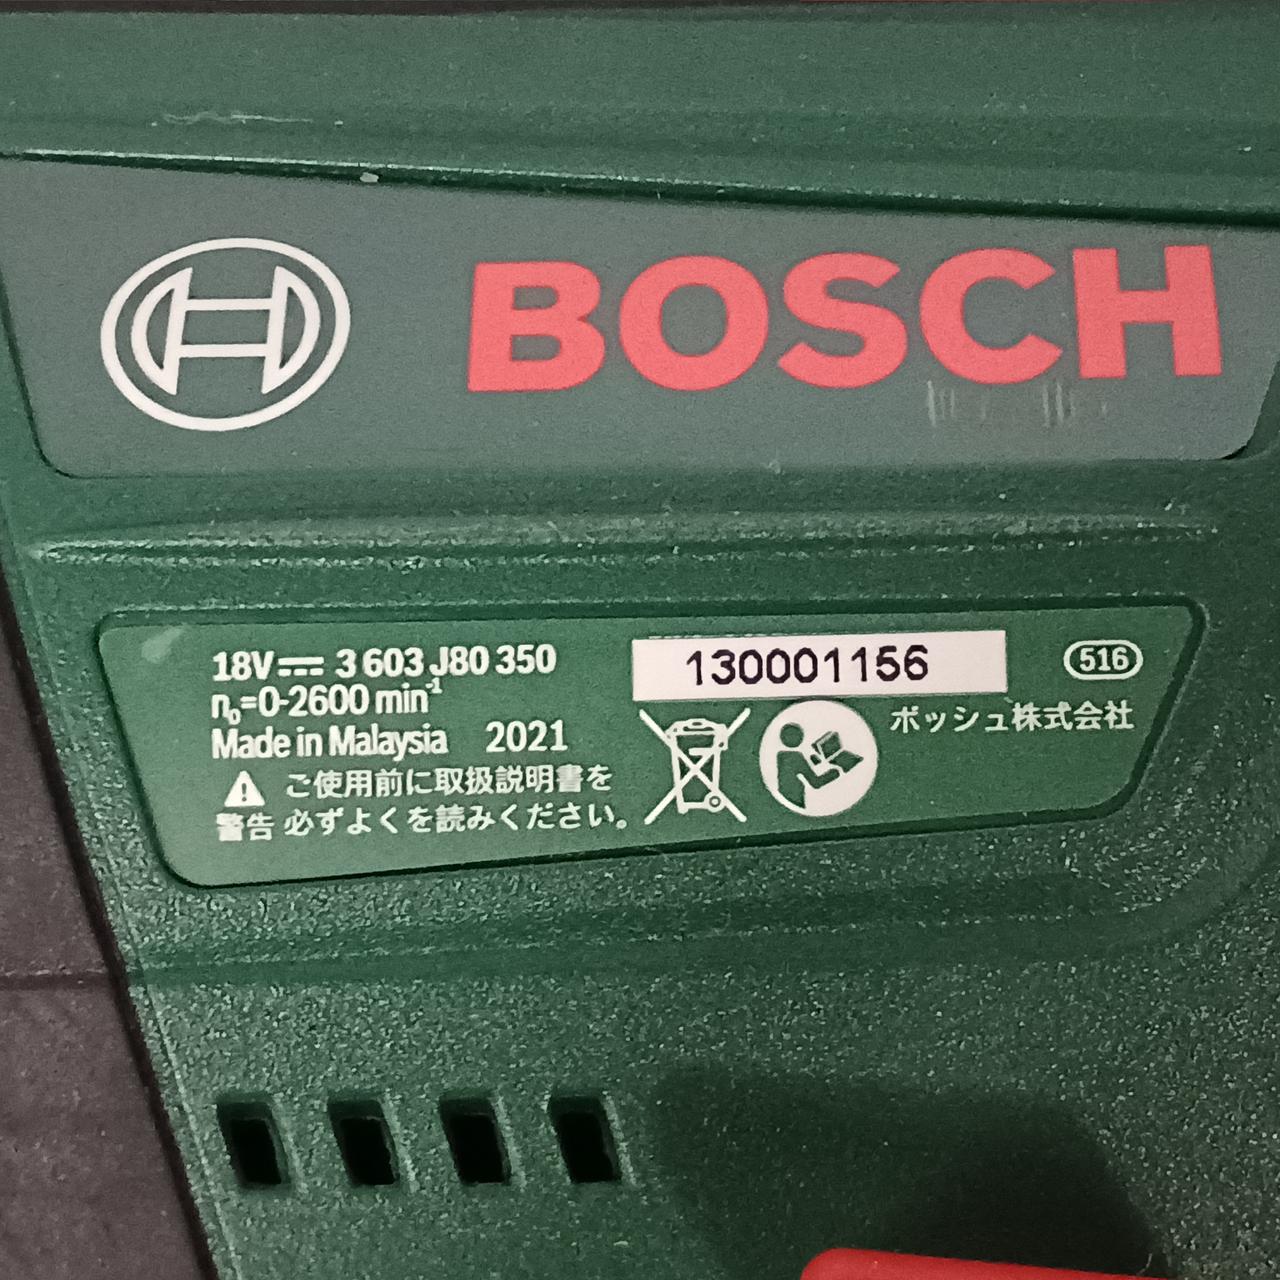 BOSCH
18V⎓ 3 603 J80 350
n₀=0-2600 min⁻¹
Made in Malaysia 2021
ご使用前に取扱説明書を
警告 必ずよくを読みください。
130001156
516
ボッシュ株式会社